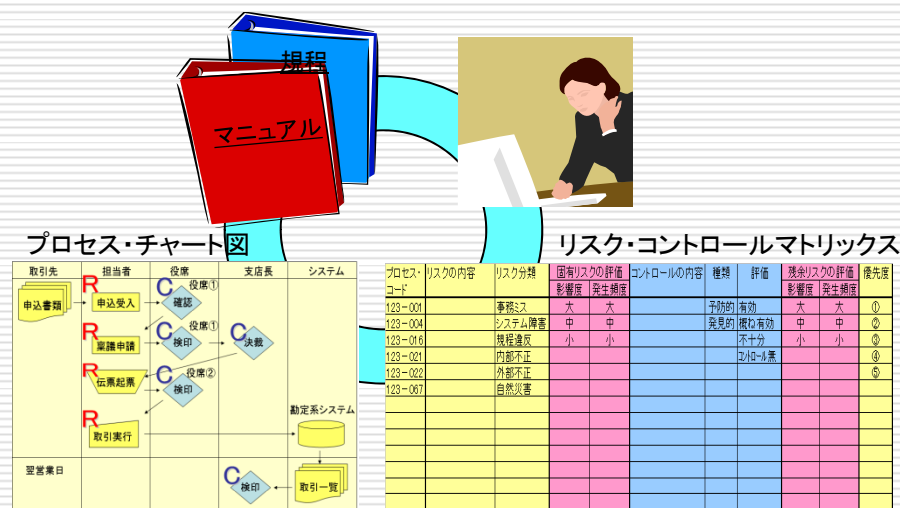 規程
マニュアル
プロセス・チャート図
取引先 担当者 役席 支店長 システム
申込書類 R 申込受入 C 役席① 確認
R 稟議申請 C 役席① 検印 C 決裁
R 伝票起票 C 役席② 検印
R 取引実行 勘定系システム
翌営業日 C 検印 取引一覧
リスク・コントロールマトリックス
プロセス・コード リスクの内容 リスク分類 固有リスクの評価 コントロールの内容 種類 評価 残余リスクの評価 優先度
影響度 発生頻度 影響度 発生頻度
123-001 事務ミス 大 大 予防的 有効 大 大 ①
123-004 システム障害 中 中 発見的 概ね有効 中 中 ②
123-016 規程違反 小 小 不十分 小 小 ③
123-021 内部不正 コントロール無 ④
123-022 外部不正 ⑤
123-067 自然災害